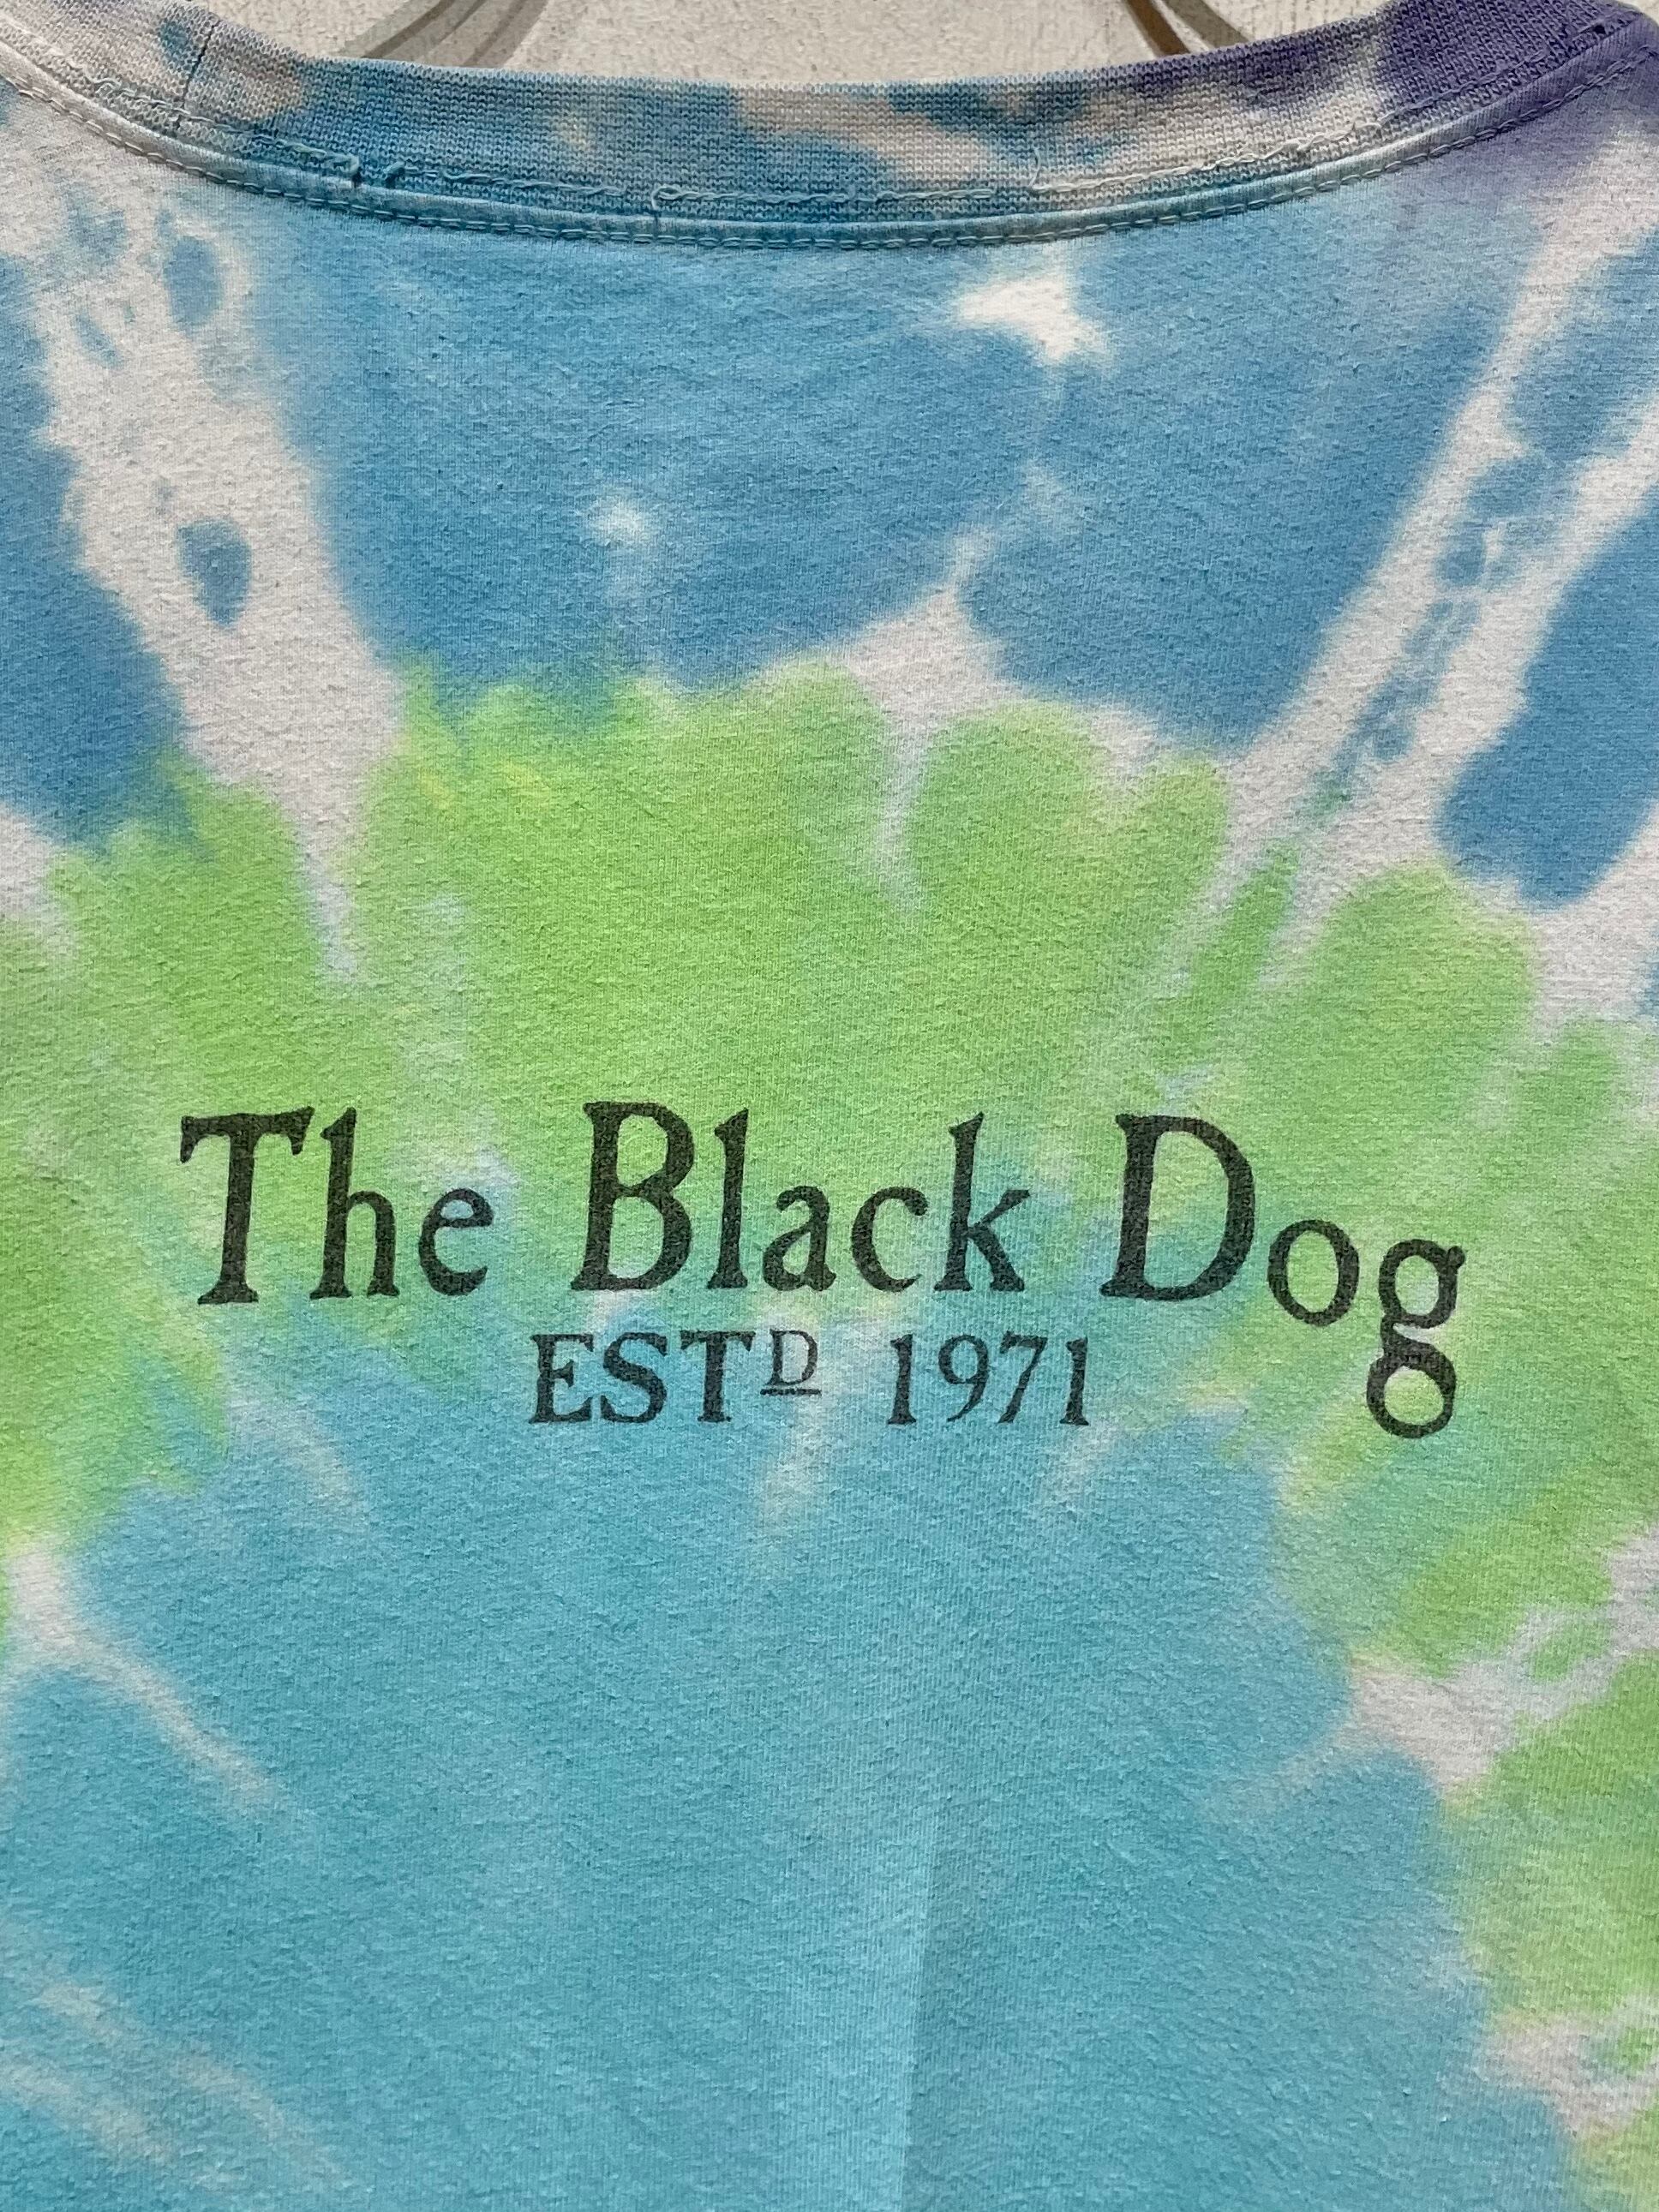 The Black Dog
ESTD 1971